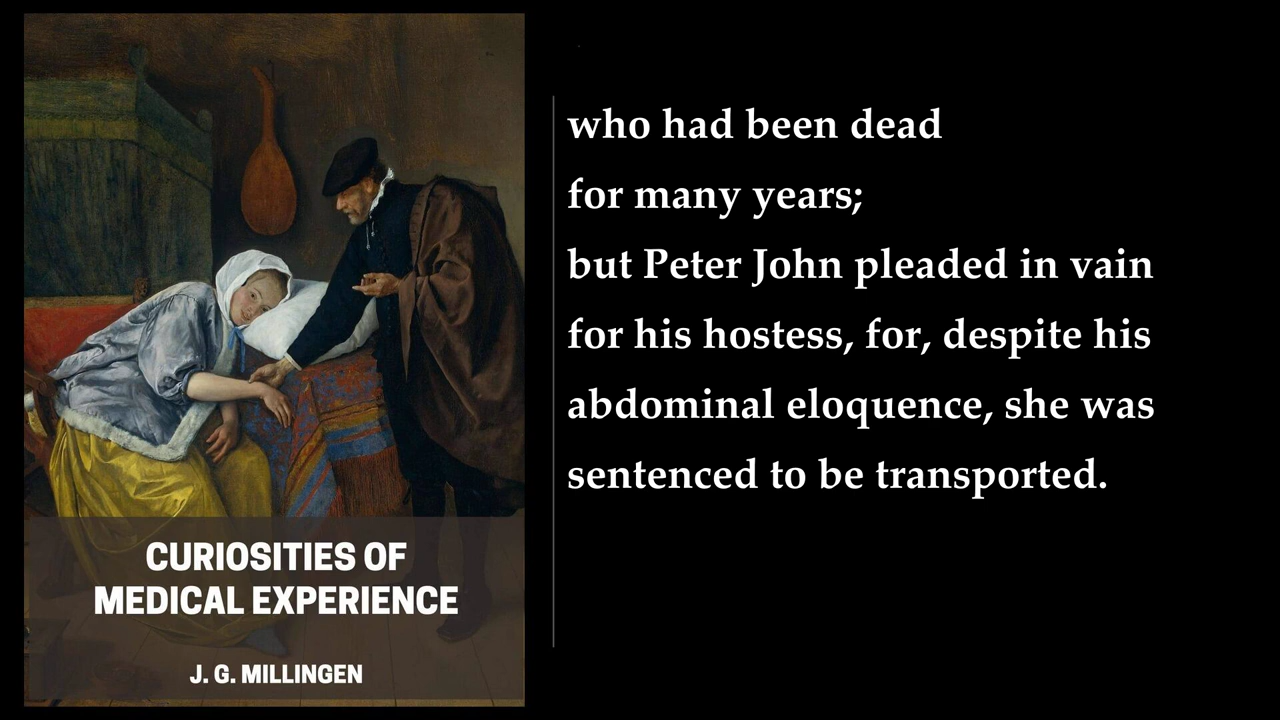 CURIOSITIES OF
MEDICAL EXPERIENCE
J. G. MILLINGEN
who had been dead
for many years;
but Peter John pleaded in vain
for his hostess, for, despite his
abdominal eloquence, she was
sentenced to be transported.